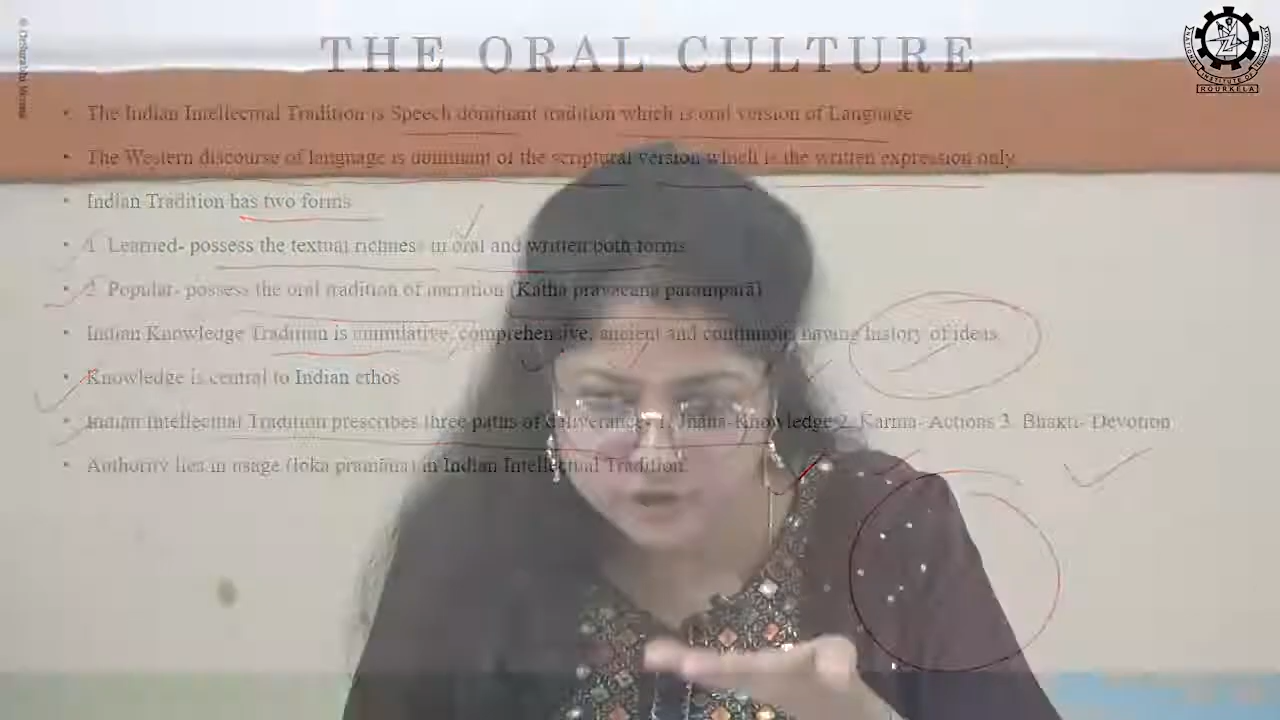 THE ORAL CULTURE
• The Indian Intellectual Tradition is Speech dominant tradition which is oral version of Language
• The Western discourse of language is dominant of the scriptural version which is the written expression only.
• Indian Tradition has two forms
• 1. Learned- possess the textual richness in oral and written both forms
• 2. Popular- possess the oral tradition of narration (Kathā pravacana paramparā)
• Indian Knowledge Tradition is cumulative, comprehensive, ancient and continuous having history of ideas.
• Knowledge is central to Indian ethos
• Indian Intellectual Tradition prescribes three paths of deliverance- 1. Jnāna-Knowledge 2. Karma- Actions 3. Bhakti- Devotion
• Authority lies in usage (loka pramāna) in Indian Intellectual Tradition.
ROURKELA